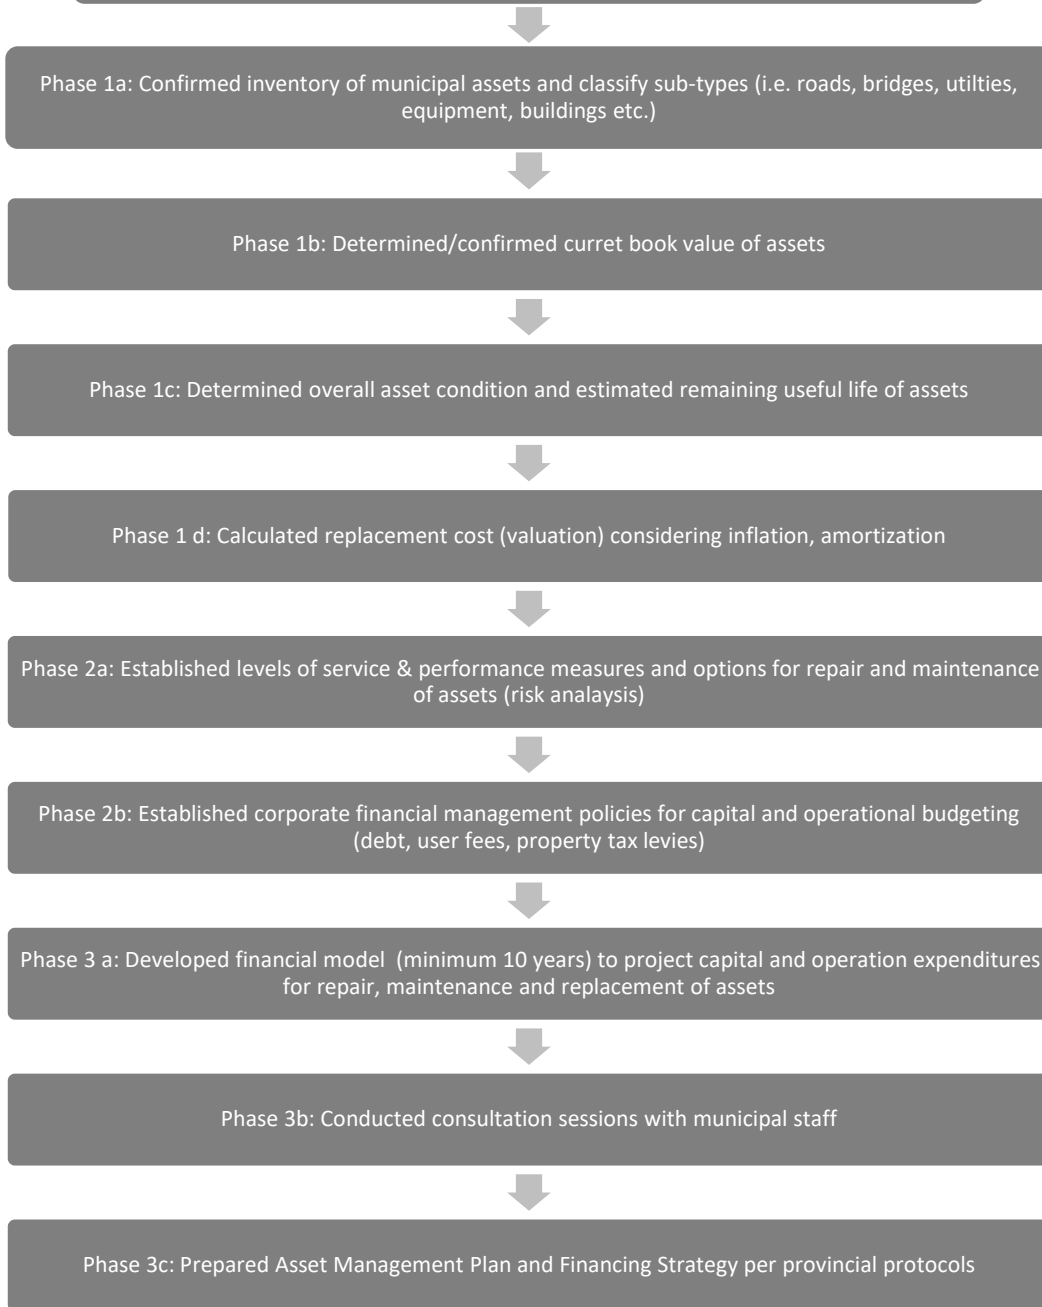 Phase 1a: Confirmed inventory of municipal assets and classify sub-types (i.e. roads, bridges, utilties,
equipment, buildings etc.)
Phase 1b: Determined/confirmed curret book value of assets
Phase 1c: Determined overall asset condition and estimated remaining useful life of assets
Phase 1 d: Calculated replacement cost (valuation) considering inflation, amortization
Phase 2a: Established levels of service & performance measures and options for repair and maintenance
of assets (risk analaysis)
Phase 2b: Established corporate financial management policies for capital and operational budgeting
(debt, user fees, property tax levies)
Phase 3 a: Developed financial model  (minimum 10 years) to project capital and operation expenditures
for repair, maintenance and replacement of assets
Phase 3b: Conducted consultation sessions with municipal staff
Phase 3c: Prepared Asset Management Plan and Financing Strategy per provincial protocols